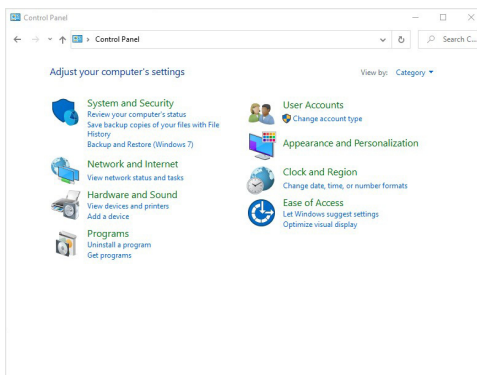 Control Panel
Control Panel
Search C...
Adjust your computer's settings
View by: Category
System and Security
Review your computer's status
Save backup copies of your files with File
History
Backup and Restore (Windows 7)
Network and Internet
View network status and tasks
Hardware and Sound
View devices and printers
Add a device
Programs
Uninstall a program
Get programs
User Accounts
Change account type
Appearance and Personalization
Clock and Region
Change date, time, or number formats
Ease of Access
Let Windows suggest settings
Optimize visual display